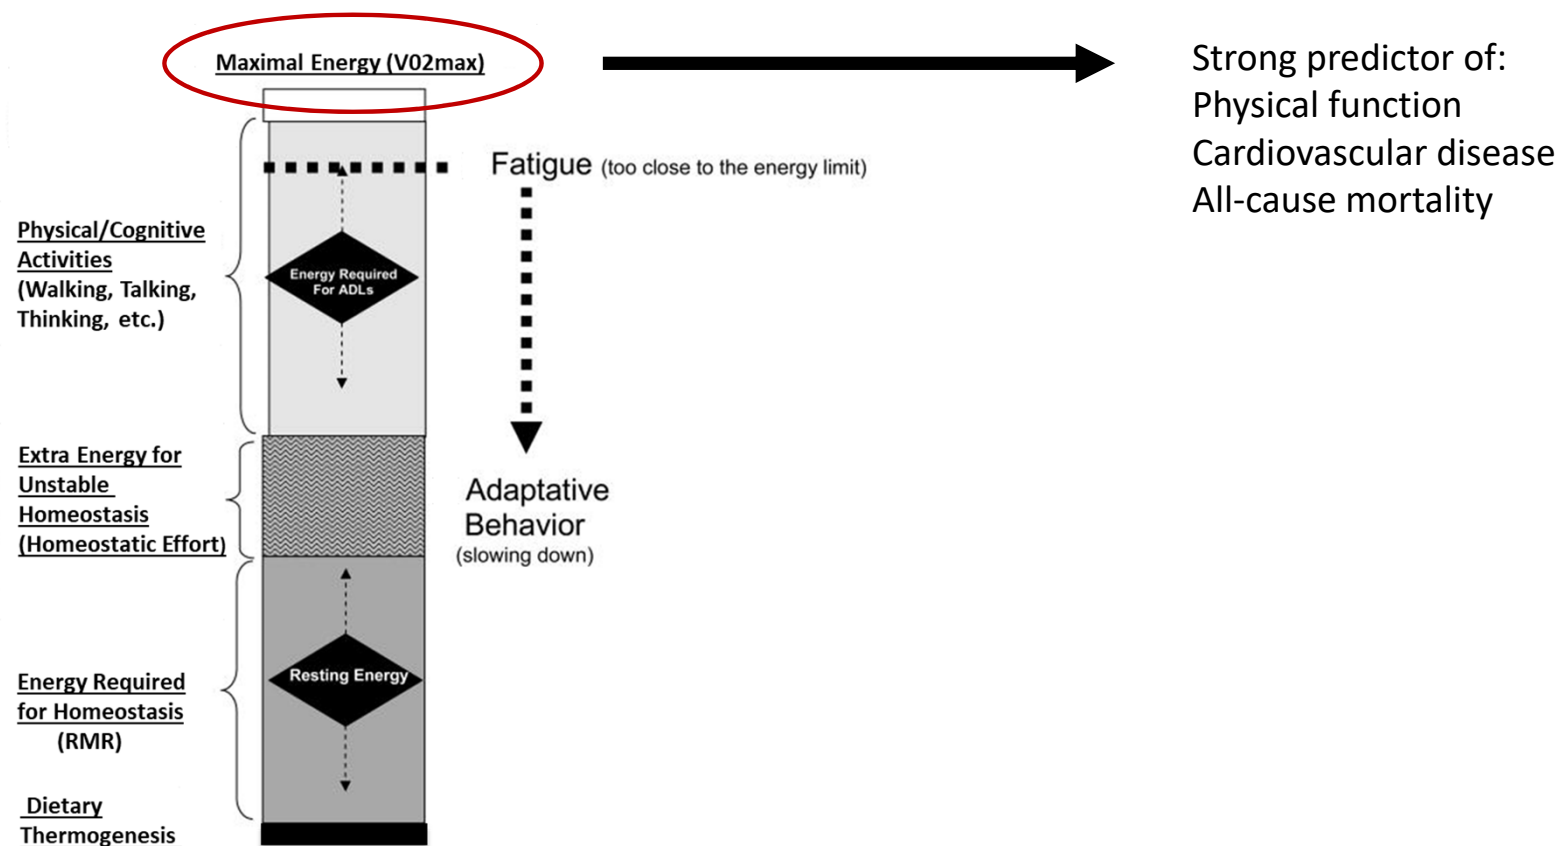 Maximal Energy (V02max)
Strong predictor of:
Physical function
Cardiovascular disease
All-cause mortality
Fatigue (too close to the energy limit)
Physical/Cognitive
Activities
(Walking, Talking,
Thinking, etc.)
Energy Required
For ADLs
Extra Energy for
Unstable
Homeostasis
(Homeostatic Effort)
Adaptative
Behavior
(slowing down)
Energy Required
for Homeostasis
(RMR)
Resting Energy
Dietary
Thermogenesis